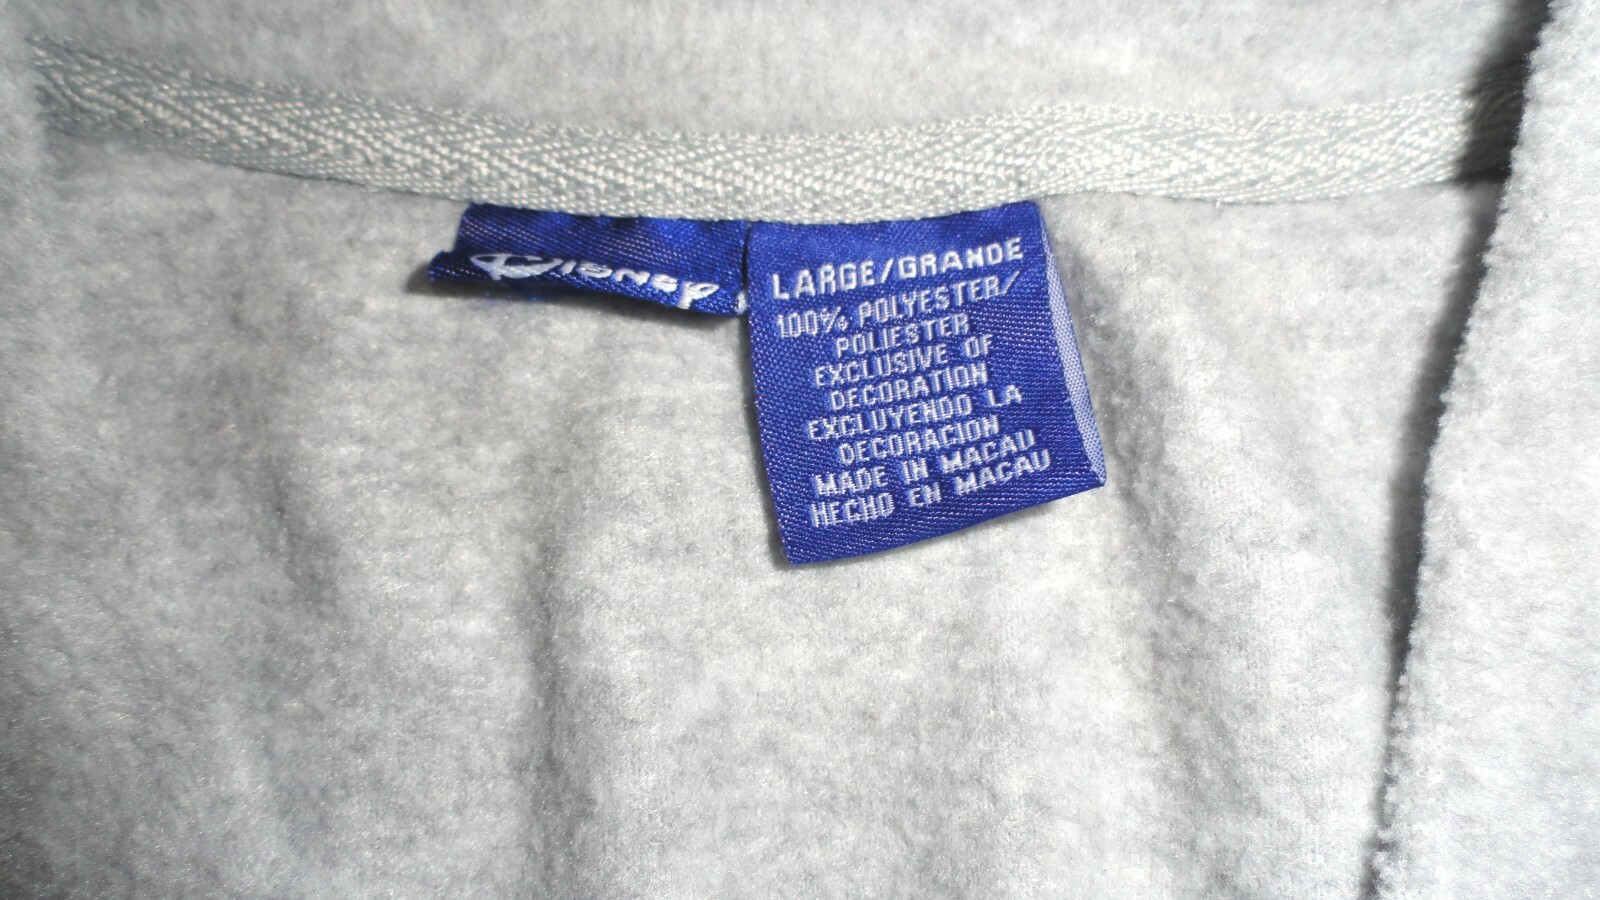 Disney
LARGE/GRANDE
100% POLYESTER/
POLIESTER
EXCLUSIVE OF
DECORATION
EXCLUYENDO LA
DECORACION
MADE IN MACAU
HECHO EN MACAU